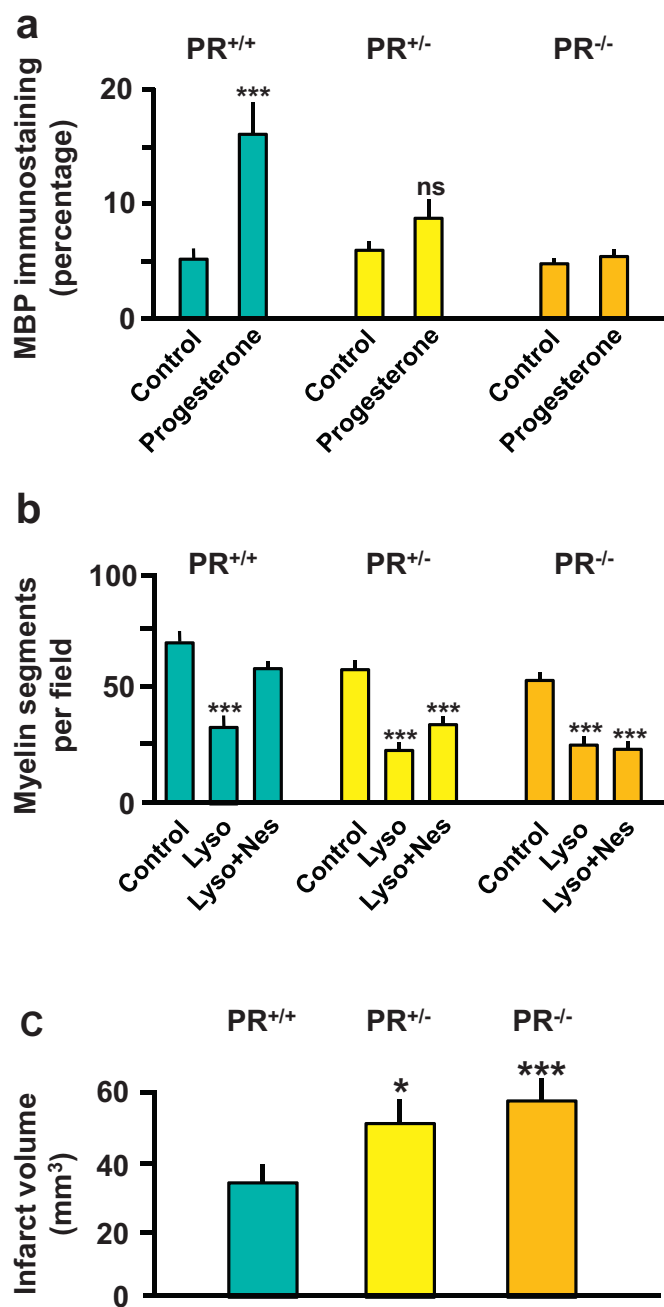 a
PR+/+ PR+/- PR-/-
MBP immunostaining
(percentage)
20
10
0
***
ns
Control Progesterone Control Progesterone Control Progesterone
b
PR+/+ PR+/- PR-/-
Myelin segments
per field
100
50
0
*** *** *** *** ***
Control Lyso Lyso+Nes Control Lyso Lyso+Nes Control Lyso Lyso+Nes
c
PR+/+ PR+/- PR-/-
Infarct volume
(mm³)
60
40
20
0
* ***